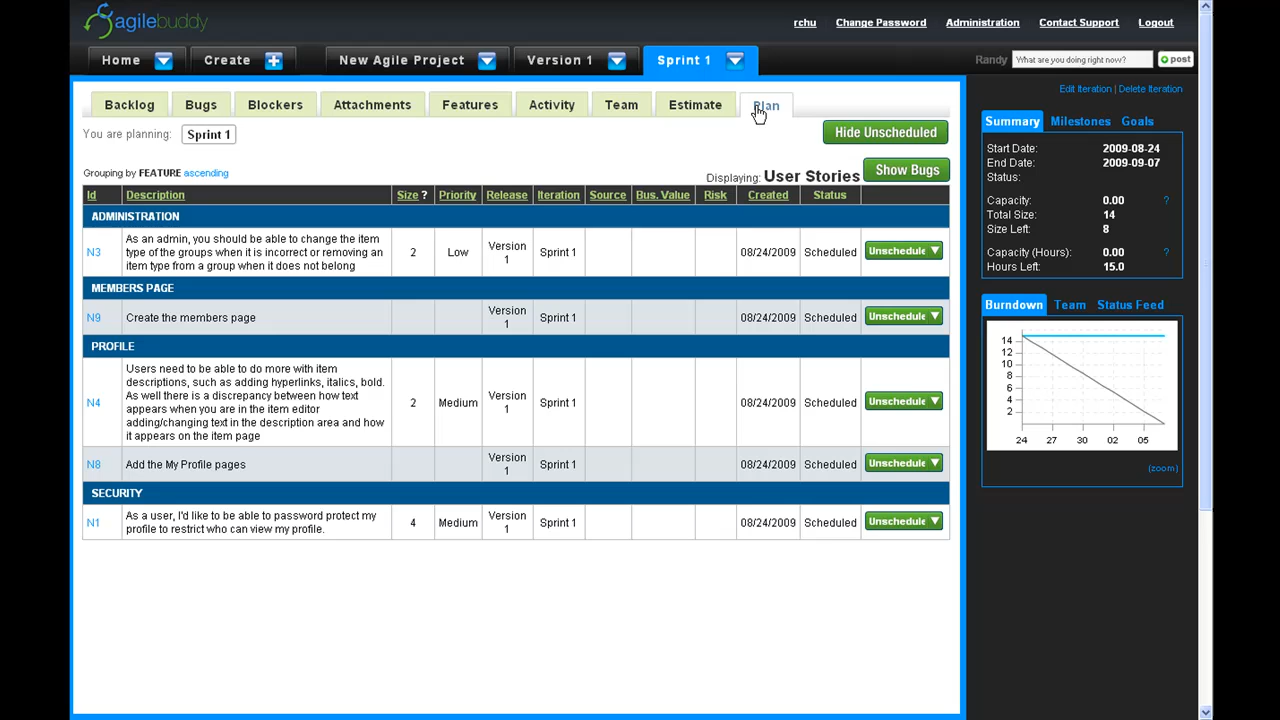 agilebuddy
rchu Change Password Administration Contact Support Logout
Home Create New Agile Project Version 1 Sprint 1 Randy What are you doing right now? post
Edit Iteration | Delete Iteration
Backlog Bugs Blockers Attachments Features Activity Team Estimate Plan
You are planning: Sprint 1 Hide Unscheduled
Grouping by FEATURE ascending Displaying: User Stories Show Bugs
Id Description Size ? Priority Release Iteration Source Bus. Value Risk Created Status
ADMINISTRATION
N3 As an admin, you should be able to change the item
type of the groups when it is incorrect or removing an
item type from a group when it does not belong
2 Low Version
1
Sprint 1 08/24/2009 Scheduled Unschedule
MEMBERS PAGE
N9 Create the members page Version
1
Sprint 1 08/24/2009 Scheduled Unschedule
PROFILE
N4 Users need to be able to do more with item
descriptions, such as adding hyperlinks, italics, bold.
As well there is a discrepancy between how text
appears when you are in the item editor
adding/changing text in the description area and how
it appears on the item page
2 Medium Version
1
Sprint 1 08/24/2009 Scheduled Unschedule
N8 Add the My Profile pages Version
1
Sprint 1 08/24/2009 Scheduled Unschedule
SECURITY
N1 As a user, I'd like to be able to password protect my
profile to restrict who can view my profile.
4 Medium Version
1
Sprint 1 08/24/2009 Scheduled Unschedule
Summary Milestones Goals
Start Date: 2009-08-24
End Date: 2009-09-07
Status:
Capacity: 0.00 ?
Total Size: 14
Size Left: 8
Capacity (Hours): 0.00 ?
Hours Left: 15.0
Burndown Team Status Feed
14
12
10
8
6
4
2
24 27 30 02 05
(zoom)